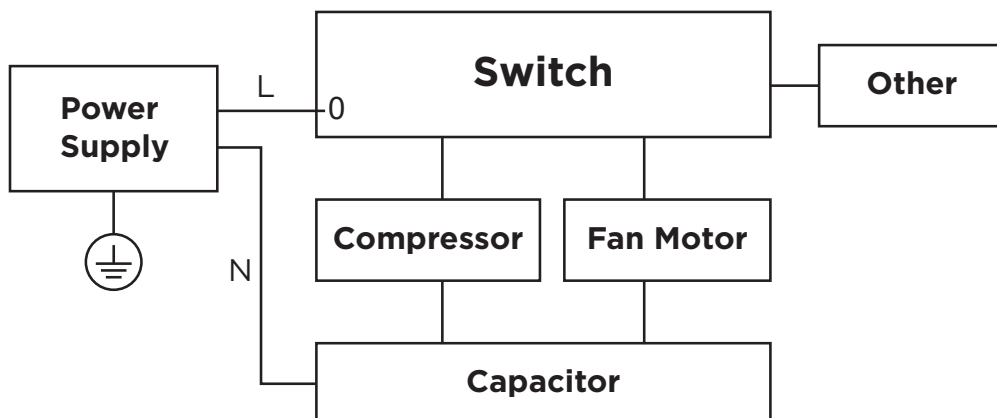 Switch
Other
L
0
Power
Supply
Compressor
Fan Motor
N
Capacitor